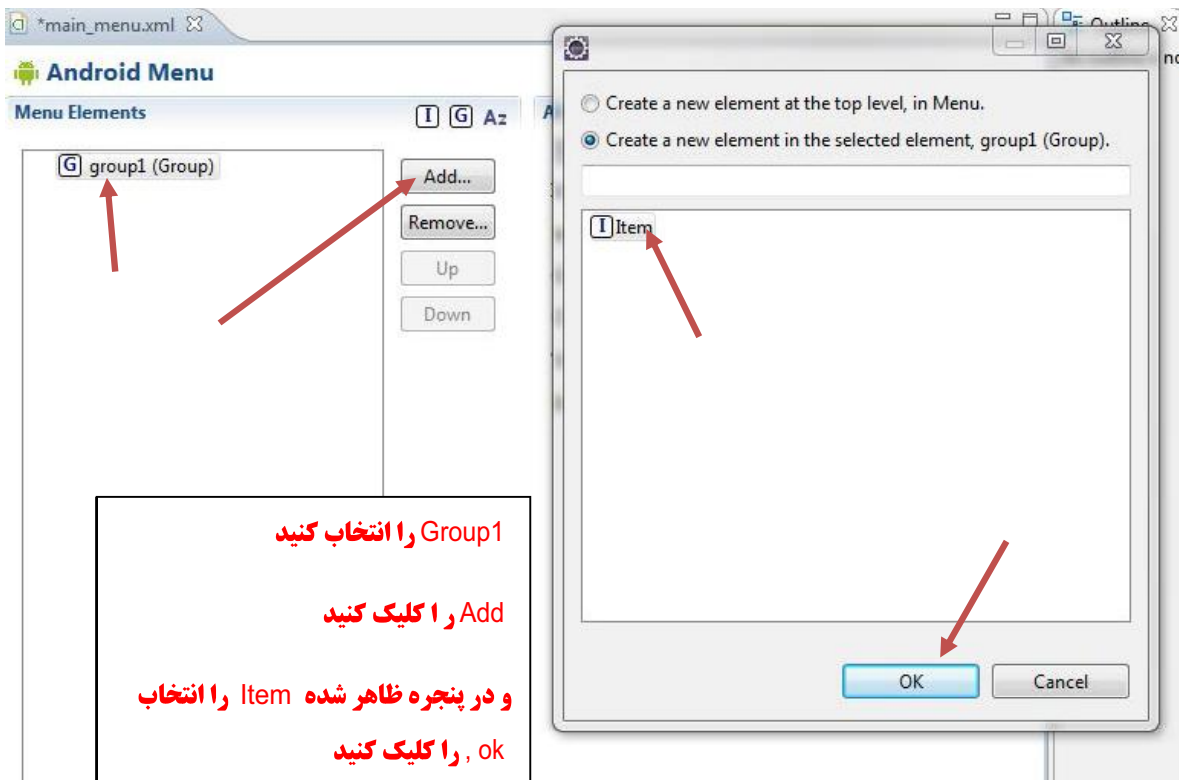 *main_menu.xml
Outline
Android Menu
Menu Elements
I G Az
A
G group1 (Group)
Add...
Remove...
Up
Down
Create a new element at the top level, in Menu.
Create a new element in the selected element, group1 (Group).
I Item
OK
Cancel
Group1 را انتخاب کنید
Add ر ا کلیک کنید
و در پنجره ظاهر شده Item را انتخاب
ok , را کلیک کنید